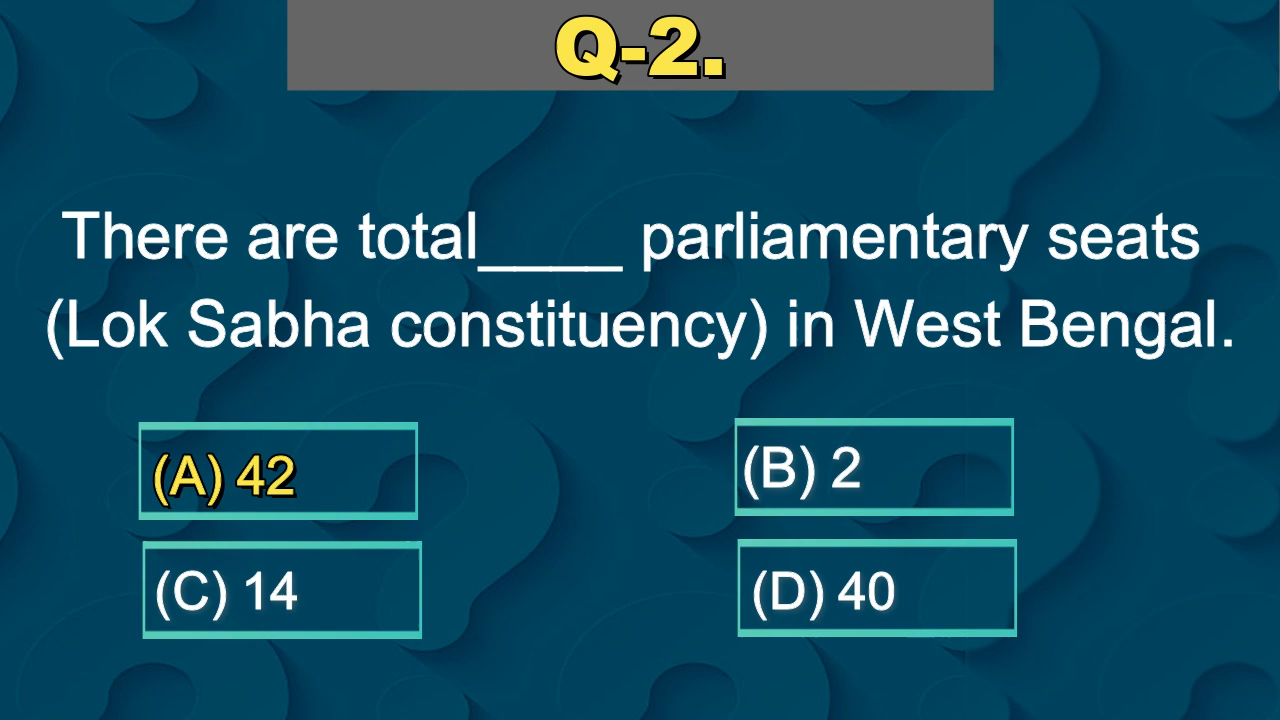 Q-2.
There are total____ parliamentary seats
(Lok Sabha constituency) in West Bengal.
(A) 42
(B) 2
(C) 14
(D) 40